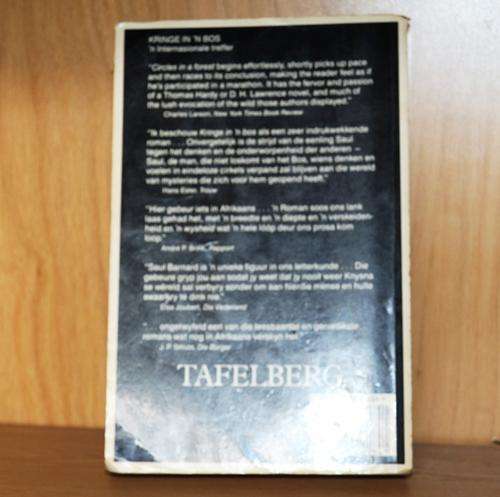 KRINGE IN 'N BOS
'n Internasionale treffer
"Circles in a forest begins effortlessly, shortly picks up pace
and then races to its conclusion, making the reader feel as if
he's participated in a marathon. It has the fervor and passion
of a Thomas Hardy or D. H. Lawrence novel, and much of
the lush evocation of the wild those authors displayed."
Charles Larson, New York Times Book Review
"Ik beschouw Kringe in 'n bos als een zeer indrukwekkende
roman ... Onvergetelijk is de strijd van de eenling Saul
tegen het denken en de onderworpenheid der anderen –
Saul, de man, die niet loskomt van het Bos, wiens denken en
voelen in eindeloze cirkels verpand zal blijven aan die wereld
van mysteries die zich voor hem geopend heeft."
Hans Ester, Trouw
"Hier gebeur iets in Afrikaans ... 'n Roman soos ons lank
laas gehad het, met 'n breedte en 'n diepte en 'n verskeiden-
heid en 'n wysheid wat 'n hele lóóp deur ons prosa kom
loop."
André P. Brink, Rapport
"Saul Barnard is 'n unieke figuur in ons letterkunde ... Die
gebeure gryp jou aan sodat jy weet dat jy nooit weer Knysna
se wêreld sal verbyry sonder om aan hierdie mense en hulle
swaarkry te dink nie."
Elsa Joubert, Die Vaderland
"... ongetwyfeld een van die leesbaarste en genietlikste
romans wat nog in Afrikaans verskyn het."
J. P. Smuts, Die Burger
TAFELBERG